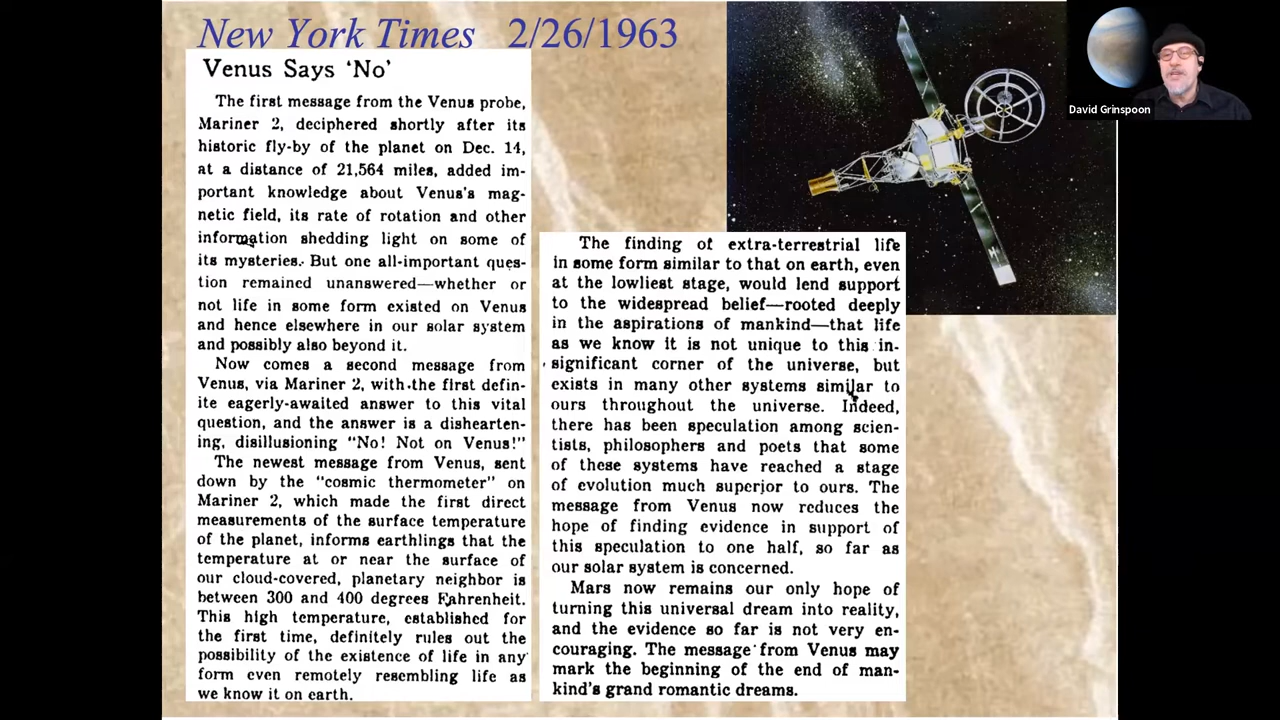 New York Times 2/26/1963
Venus Says ‘No’
The first message from the Venus probe,
Mariner 2, deciphered shortly after its
historic fly-by of the planet on Dec. 14,
at a distance of 21,564 miles, added im-
portant knowledge about Venus's mag-
netic field, its rate of rotation and other
information shedding light on some of
its mysteries. But one all-important ques-
tion remained unanswered—whether or
not life in some form existed on Venus
and hence elsewhere in our solar system
and possibly also beyond it.
Now comes a second message from
Venus, via Mariner 2, with the first defin-
ite eagerly-awaited answer to this vital
question, and the answer is a dishearten-
ing, disillusioning "No! Not on Venus!"
The newest message from Venus, sent
down by the "cosmic thermometer" on
Mariner 2, which made the first direct
measurements of the surface temperature
of the planet, informs earthlings that the
temperature at or near the surface of
our cloud-covered, planetary neighbor is
between 300 and 400 degrees Fahrenheit.
This high temperature, established for
the first time, definitely rules out the
possibility of the existence of life in any
form even remotely resembling life as
we know it on earth.
The finding of extra-terrestrial life
in some form similar to that on earth, even
at the lowliest stage, would lend support
to the widespread belief—rooted deeply
in the aspirations of mankind—that life
as we know it is not unique to this in-
significant corner of the universe, but
exists in many other systems similar to
ours throughout the universe. Indeed,
there has been speculation among scien-
tists, philosophers and poets that some
of these systems have reached a stage
of evolution much superior to ours. The
message from Venus now reduces the
hope of finding evidence in support of
this speculation to one half, so far as
our solar system is concerned.
Mars now remains our only hope of
turning this universal dream into reality,
and the evidence so far is not very en-
couraging. The message from Venus may
mark the beginning of the end of man-
kind's grand romantic dreams.
David Grinspoon